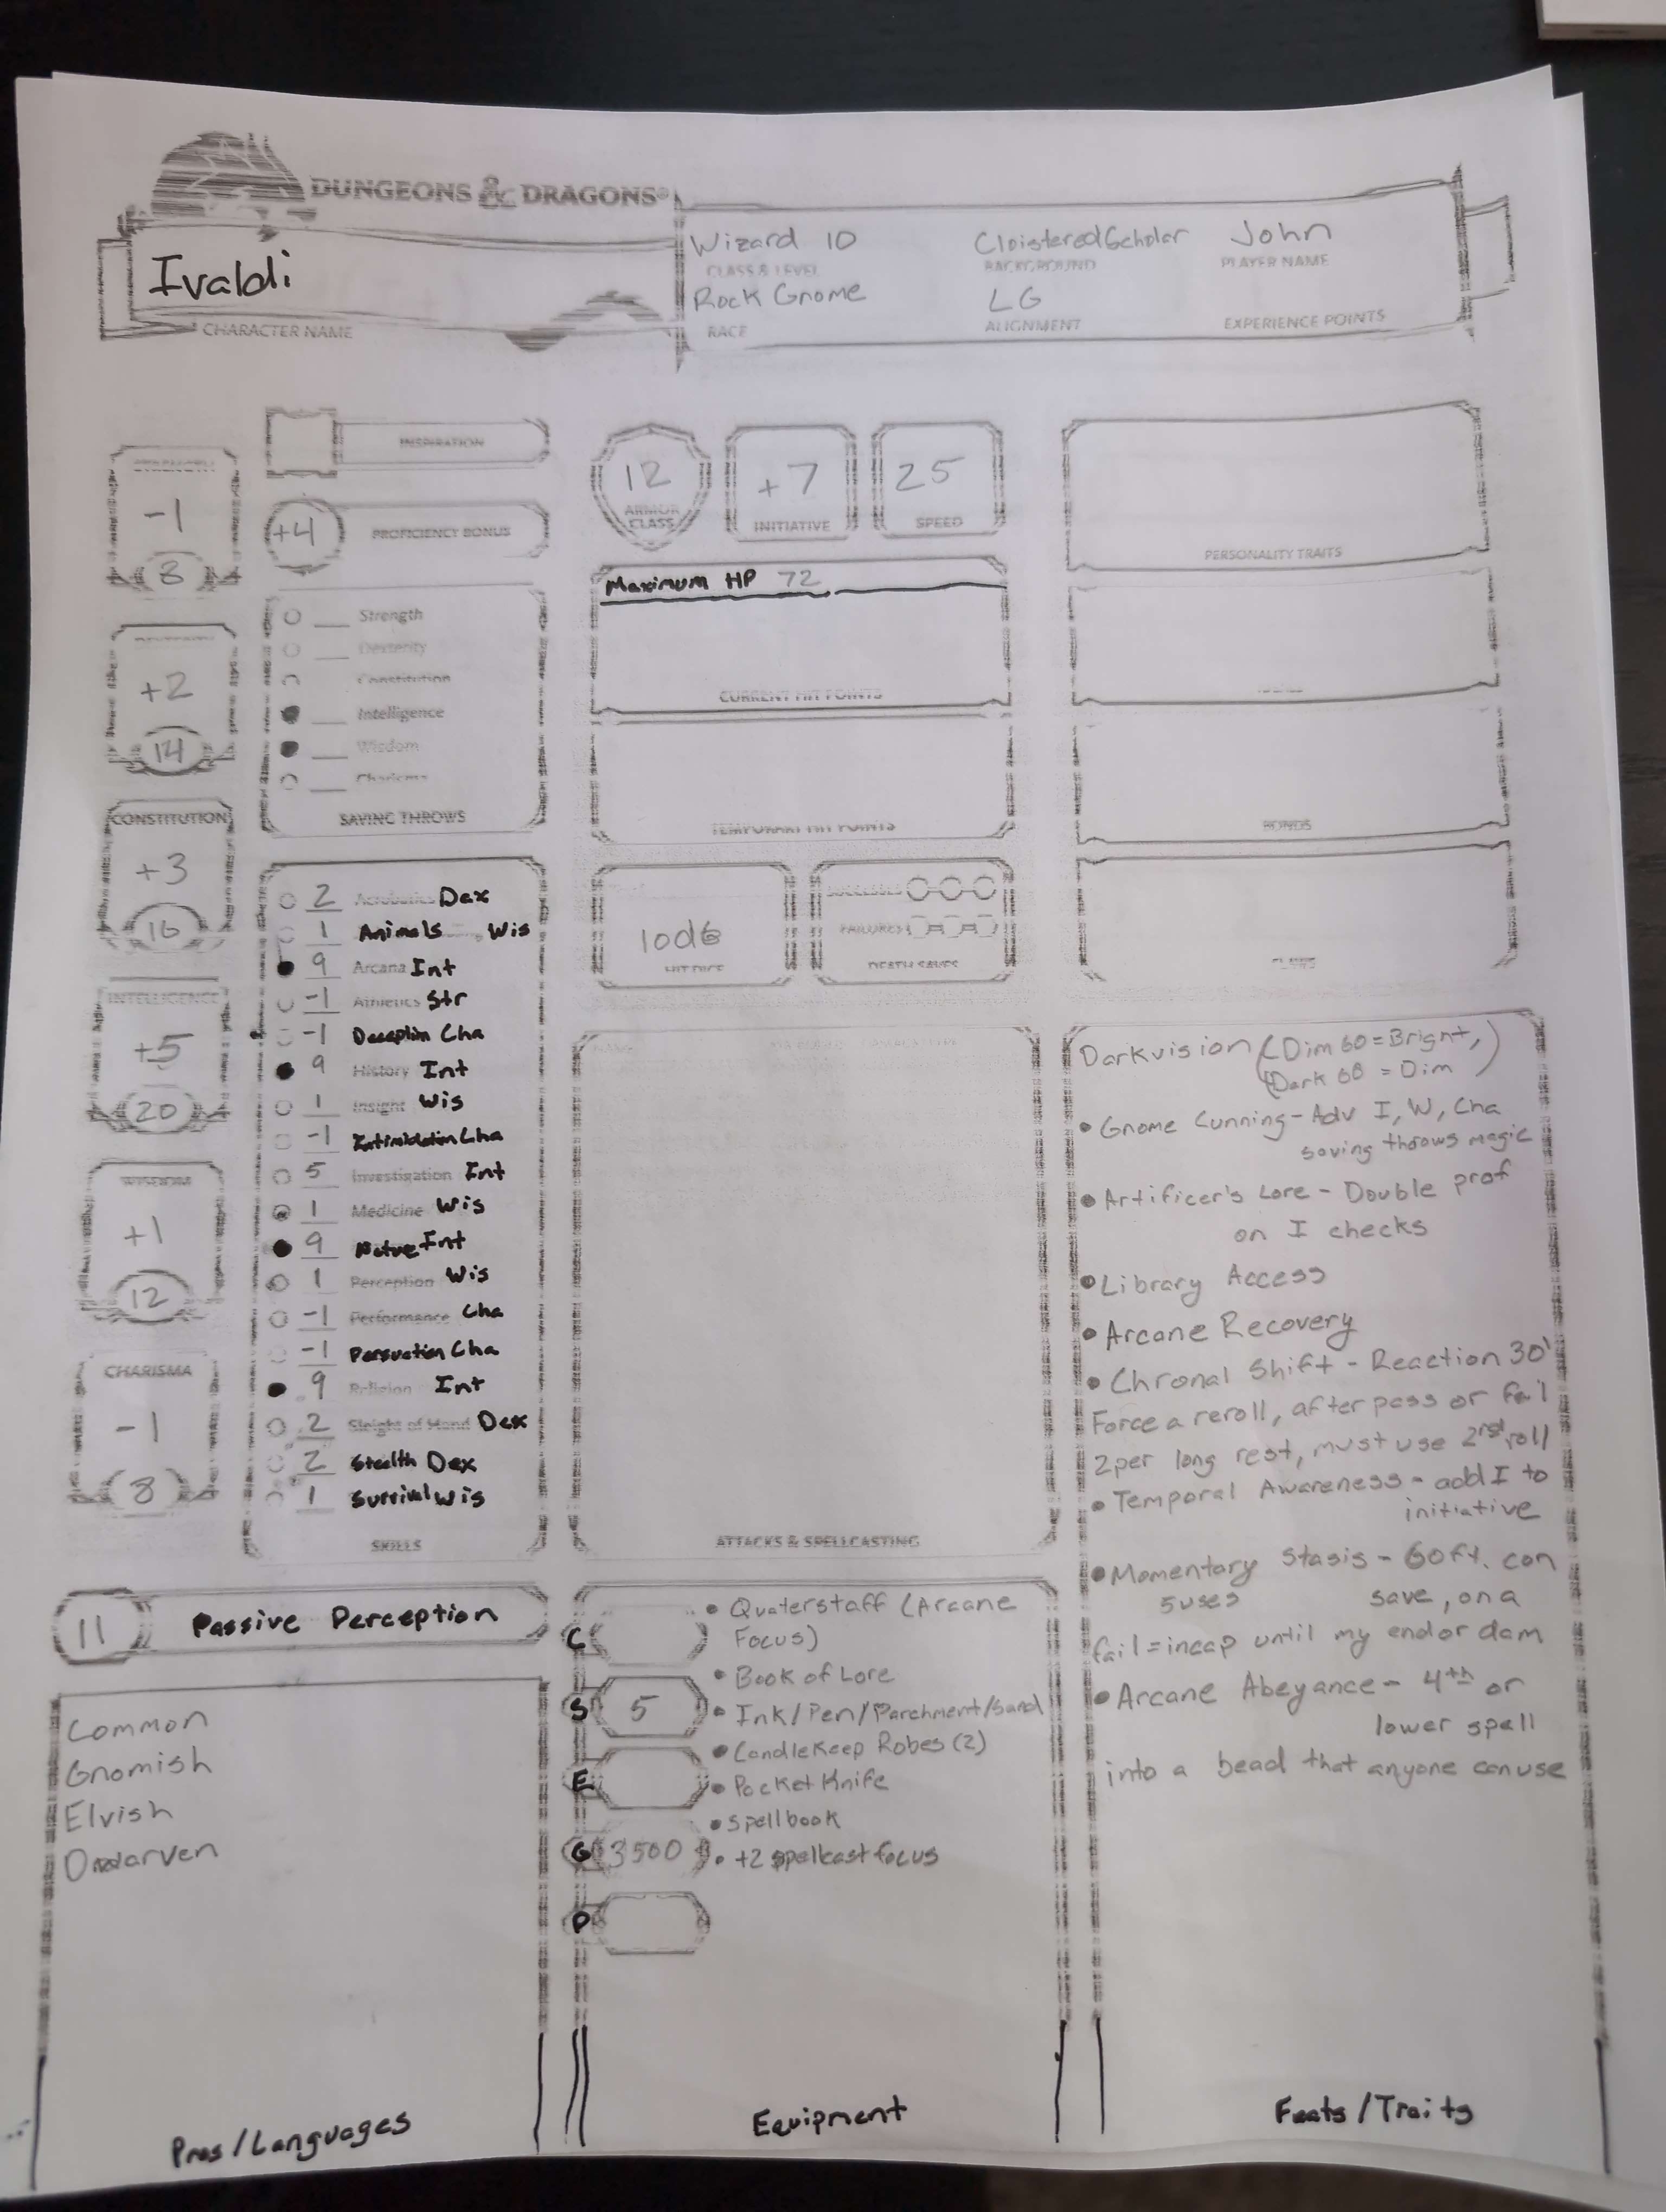 DUNGEONS & DRAGONS®
Ivaldi
CHARACTER NAME
Wizard 10
CLASS & LEVEL
Cloistered Scholar
BACKGROUND
John
PLAYER NAME
Rock Gnome
RACE
LG
ALIGNMENT
EXPERIENCE POINTS
STRENGTH
-1
8
DEXTERITY
+2
14
CONSTITUTION
+3
16
INTELLIGENCE
+5
20
WISDOM
+1
12
CHARISMA
-1
8
INSPIRATION
+4 PROFICIENCY BONUS
Strength
Dexterity
Constitution
Intelligence
Wisdom
Charisma
SAVING THROWS
2 Acrobatics Dex
1 Animals Wis
9 Arcana Int
-1 Athletics Str
-1 Deception Cha
9 History Int
1 Insight Wis
-1 Intimidation Cha
5 Investigation Int
1 Medicine Wis
9 Nature Int
1 Perception Wis
-1 Performance Cha
-1 Persuation Cha
9 Religion Int
2 Sleight of Hand Dex
2 Stealth Dex
1 Survival Wis
SKILLS
11 Passive Perception
Common
Gnomish
Elvish
Pros/Languages
12
ARMOR
CLASS
+7
INITIATIVE
25
SPEED
Maximum HP 72
CURRENT HIT POINTS
TEMPORARY HIT POINTS
10d6
HIT DICE
SUCCESSES
FAILURES
DEATH SAVES
ATTACKS & SPELLCASTING
C
S 5
E
G 3500
P
• Quaterstaff (Arcane
Focus)
• Book of Lore
• Ink/Pen/Parchment/Sand
• Candlekeep Robes (2)
• Pocket Knife
• Spellbook
• +2 spellcast focus
Equipment
PERSONALITY TRAITS
IDEALS
BONDS
FLAWS
Darkvision (Dim 60 = Bright,
Dark 60 = Dim)
• Gnome Cunning - Adv I, W, Cha
saving throws magic
• Artificer's Lore - Double prof
on I checks
• Library Access
• Arcane Recovery
• Chronal Shift - Reaction 30'
Force a reroll, after pass or fail
2 per long rest, must use 2nd roll
• Temporal Awareness - add I to
initiative
• Momentary Stasis - 60ft. con
5 uses save, on a
fail = incap until my end or dam
• Arcane Abeyance - 4th or
lower spell
into a bead that anyone can use
Feats/Traits